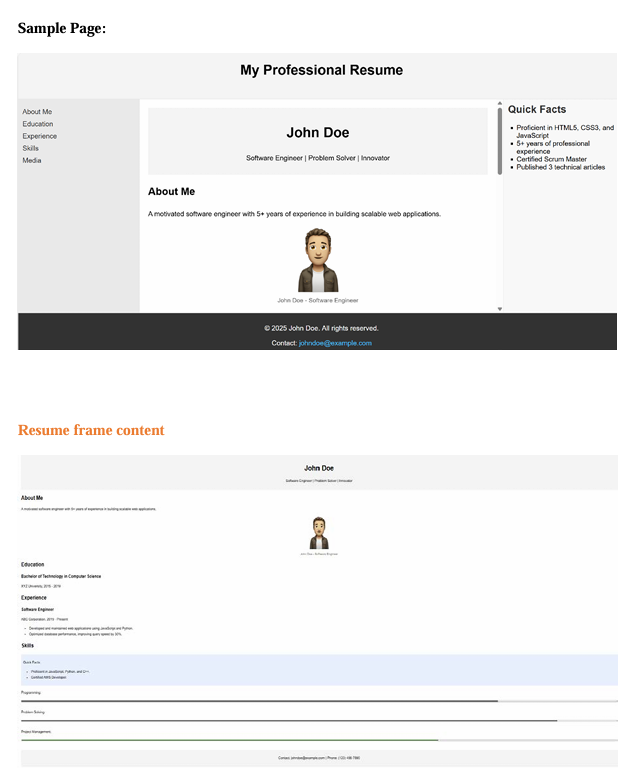 Sample Page:
My Professional Resume
About Me
Education
Experience
Skills
Media
John Doe
Software Engineer | Problem Solver | Innovator
About Me
A motivated software engineer with 5+ years of experience in building scalable web applications.
John Doe - Software Engineer
Quick Facts
Proficient in HTML5, CSS3, and
JavaScript
5+ years of professional
experience
Certified Scrum Master
Published 3 technical articles
© 2025 John Doe. All rights reserved.
Contact: johndoe@example.com
Resume frame content
John Doe
Software Engineer | Problem Solver | Innovator
About Me
A motivated software engineer with 5+ years of experience in building scalable web applications.
John Doe - Software Engineer
Education
Bachelor of Technology in Computer Science
XYZ University, 2015 - 2019
Experience
Software Engineer
ABC Corporation, 2019 - Present
Developed and maintained web applications using JavaScript and Python.
Optimized database performance, improving query speed by 30%.
Skills
Quick Facts:
Proficient in JavaScript, Python, and C++.
Certified AWS Developer.
Programming:
Problem Solving:
Project Management:
Contact: johndoe@example.com | Phone: